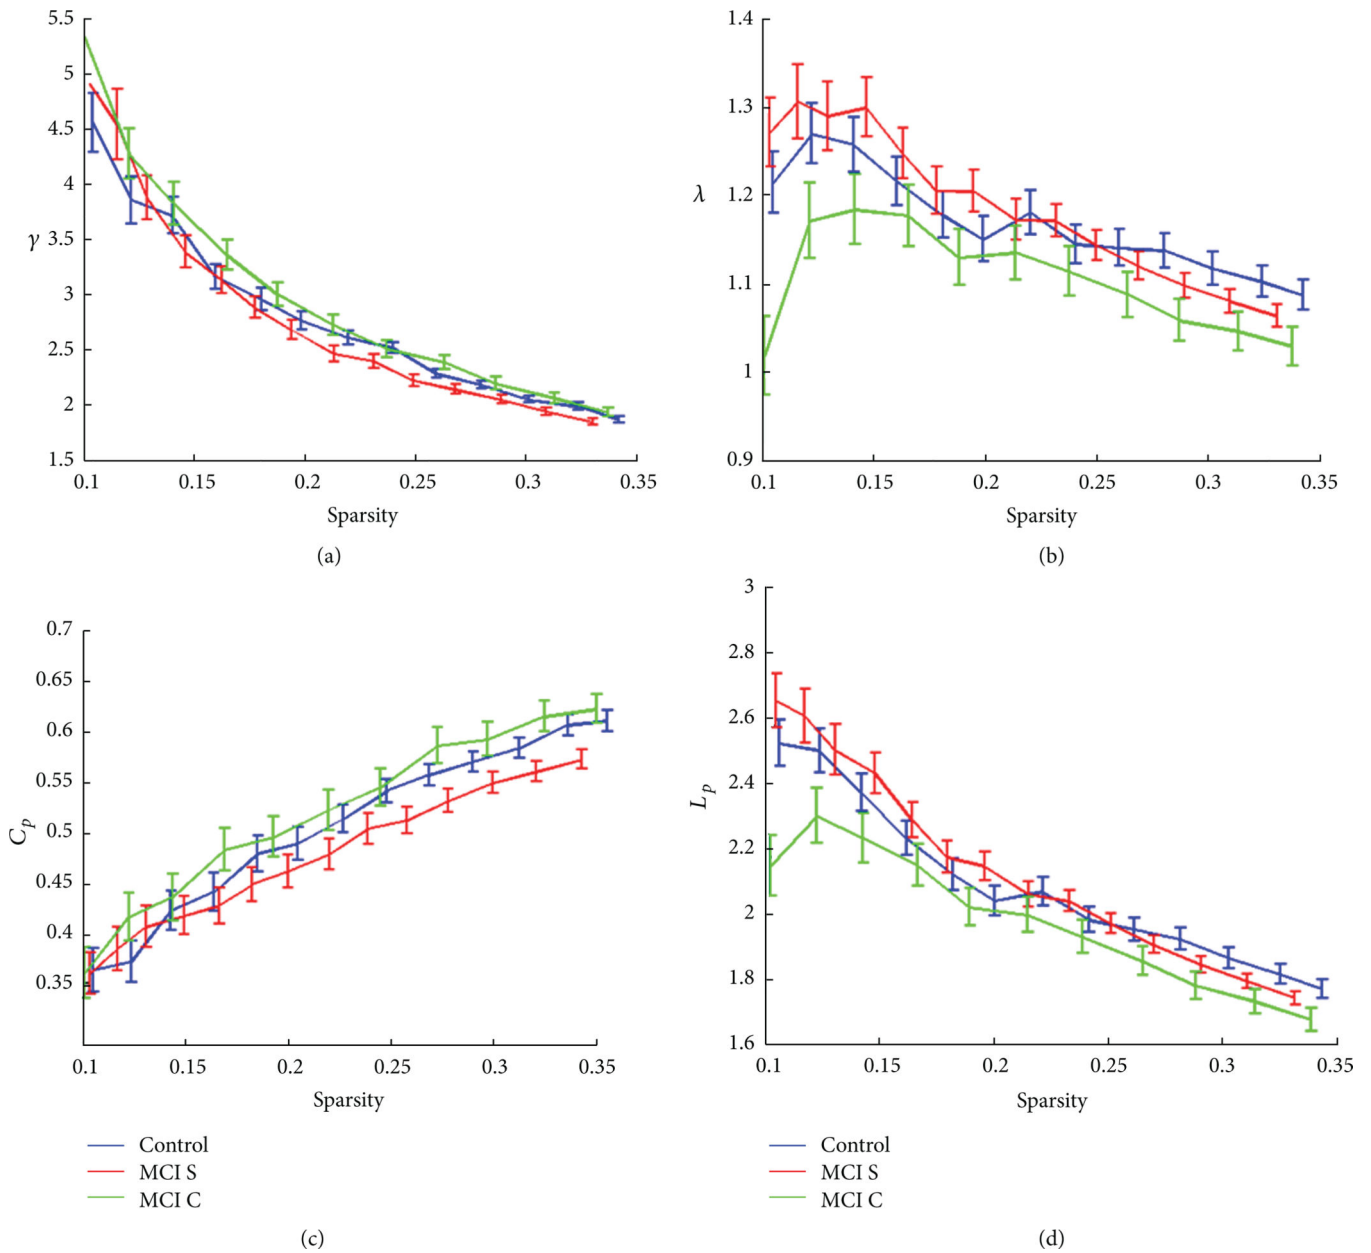 5.5
5
4.5
4
3.5
3
2.5
2
1.5
γ
0.1 0.15 0.2 0.25 0.3 0.35
Sparsity
(a)
1.4
1.3
1.2
1.1
1
0.9
λ
0.1 0.15 0.2 0.25 0.3 0.35
Sparsity
(b)
0.7
0.65
0.6
0.55
0.5
0.45
0.4
0.35
Cp
0.1 0.15 0.2 0.25 0.3 0.35
Sparsity
Control
MCI S
MCI C
(c)
3
2.8
2.6
2.4
2.2
2
1.8
1.6
Lp
0.1 0.15 0.2 0.25 0.3 0.35
Sparsity
Control
MCI S
MCI C
(d)